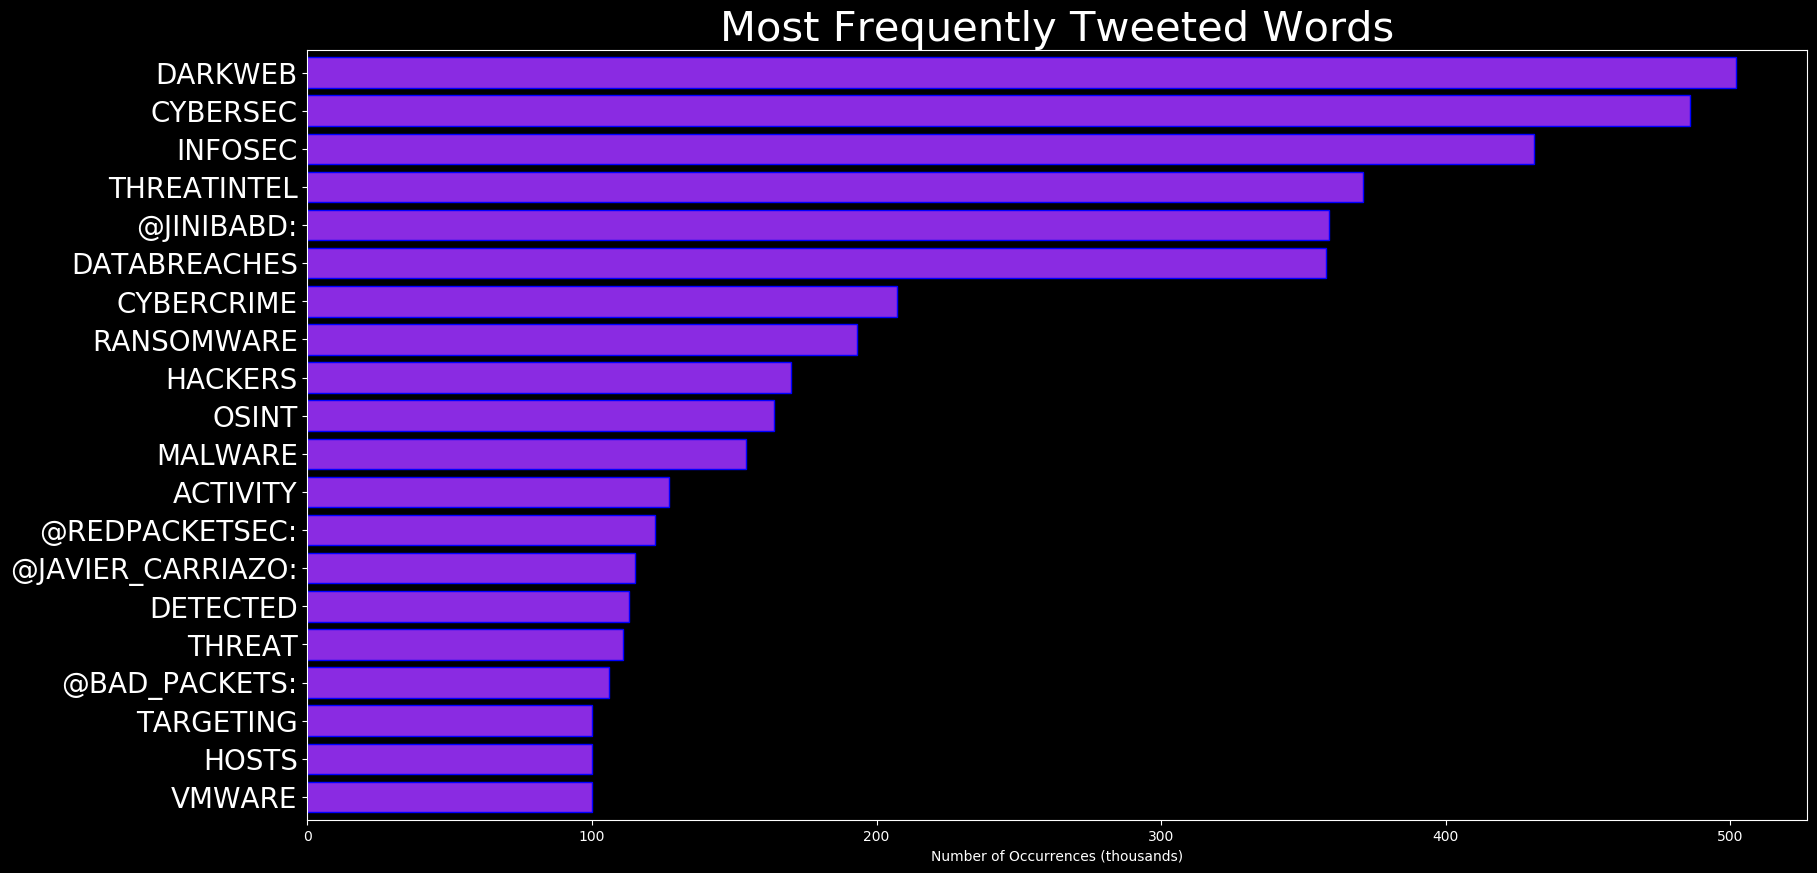 Most Frequently Tweeted Words
DARKWEB
CYBERSEC
INFOSEC
THREATINTEL
@JINIBABD:
DATABREACHES
CYBERCRIME
RANSOMWARE
HACKERS
OSINT
MALWARE
ACTIVITY
@REDPACKETSEC:
@JAVIER_CARRIAZO:
DETECTED
THREAT
@BAD_PACKETS:
TARGETING
HOSTS
VMWARE
0 100 200 300 400 500
Number of Occurrences (thousands)